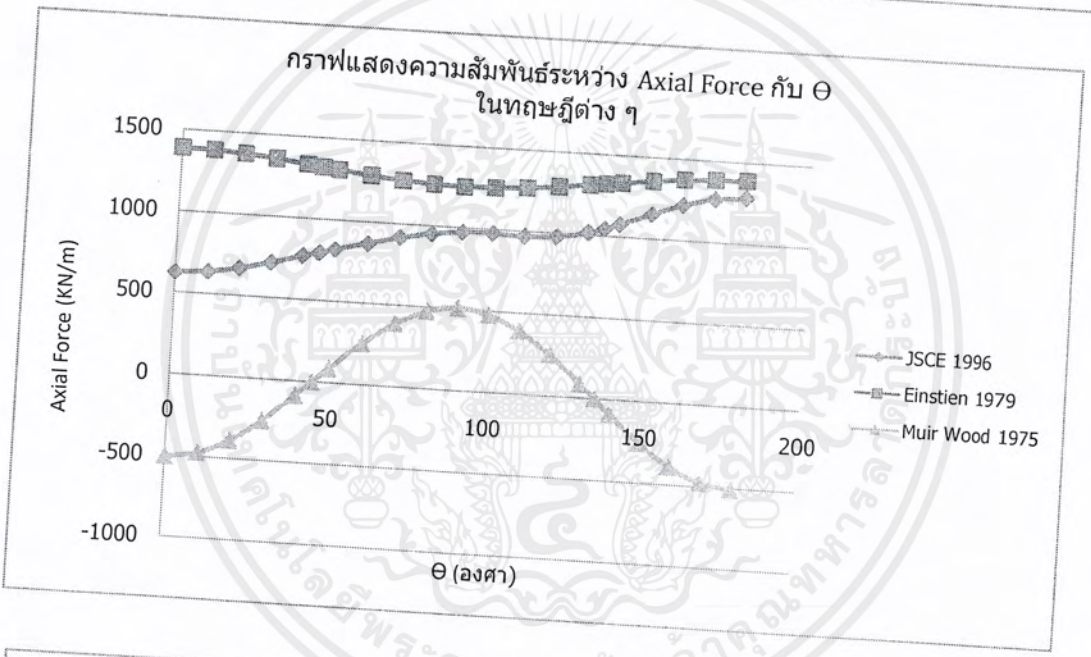 กราฟแสดงความสัมพันธ์ระหว่าง Axial Force กับ Θ
ในทฤษฎีต่าง ๆ
1500
1000
500
0
-500
-1000
Axial Force (KN/m)
0
50
100
150
200
Θ (องศา)
JSCE 1996
Einstien 1979
Muir Wood 1975